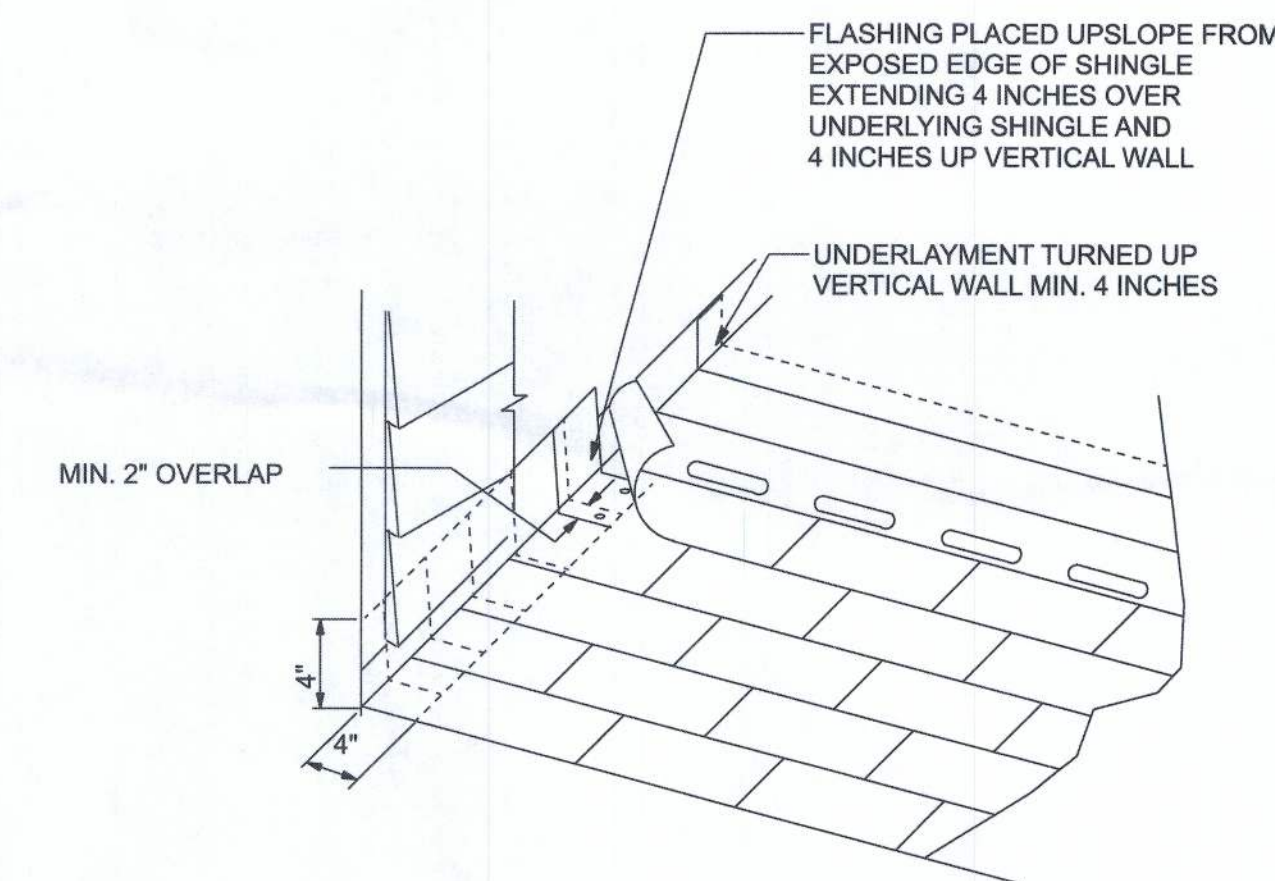 FLASHING PLACED UPSLOPE FROM
EXPOSED EDGE OF SHINGLE
EXTENDING 4 INCHES OVER
UNDERLYING SHINGLE AND
4 INCHES UP VERTICAL WALL
UNDERLAYMENT TURNED UP
VERTICAL WALL MIN. 4 INCHES
MIN. 2" OVERLAP
4"
4"